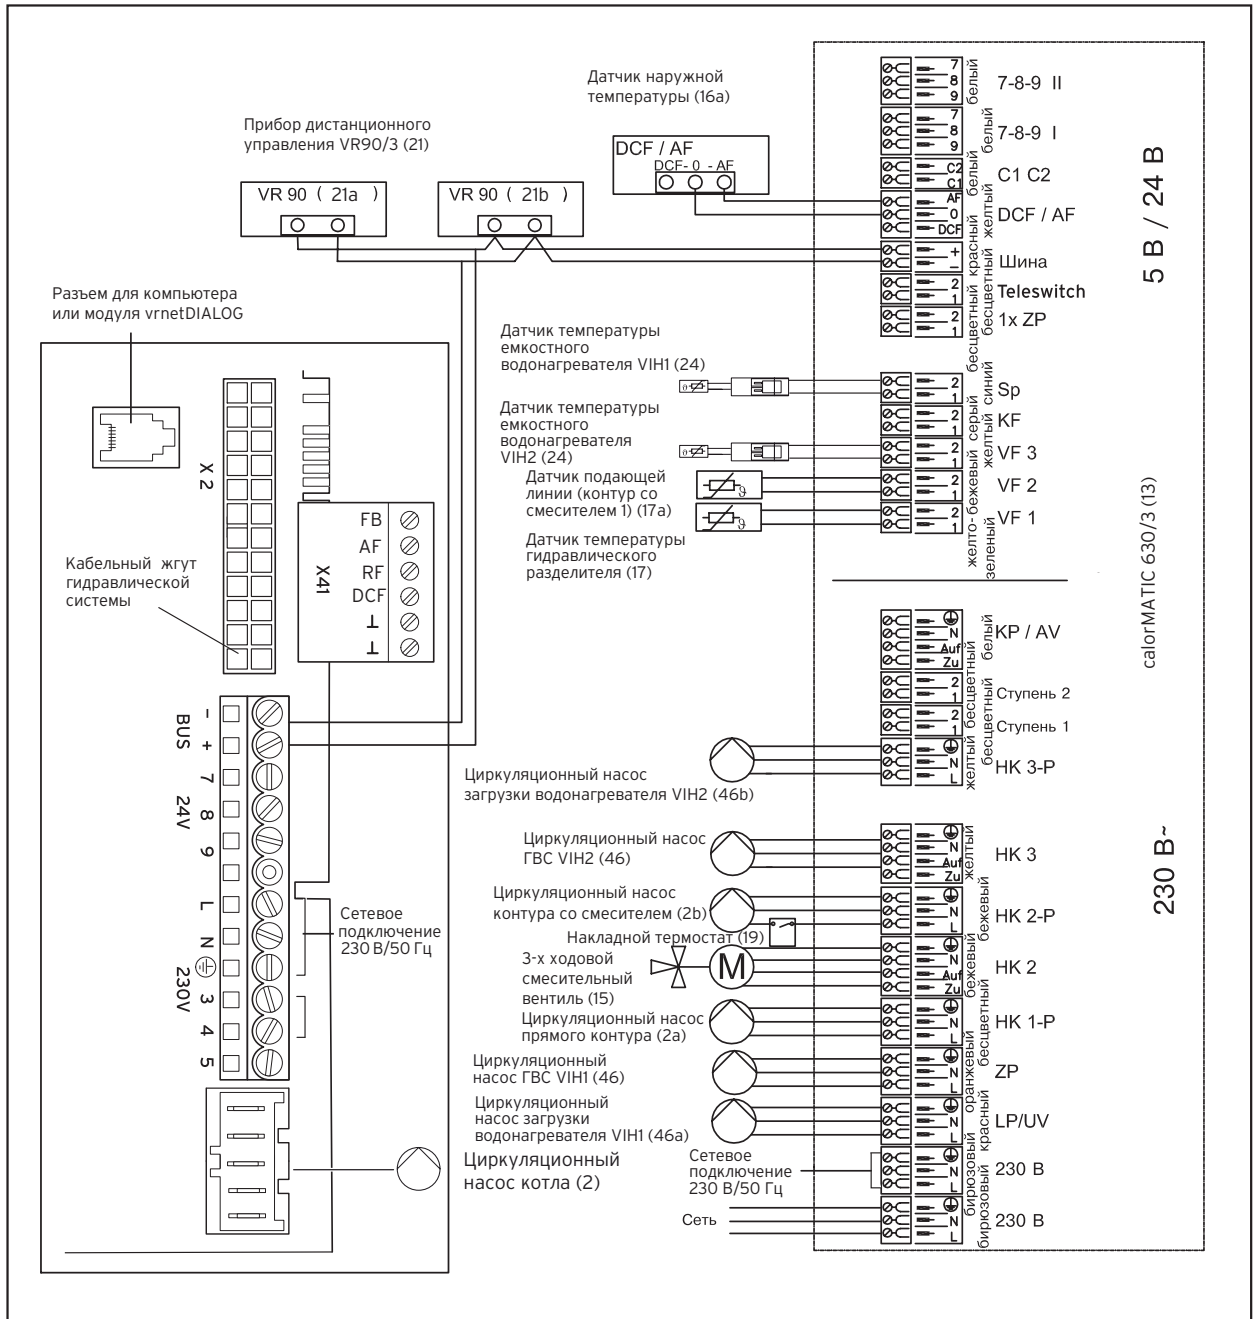 Датчик наружной
температуры (16а)
Прибор дистанционного
управления VR90/3 (21)
DCF / AF
DCF- 0 - AF
VR 90 ( 21a )
VR 90 ( 21b )
Разъем для компьютера
или модуля vrnetDIALOG
X 2
Кабельный жгут
гидравлической
системы
X41
FB
AF
RF
DCF
⊥
⊥
BUS
-
+
24V
7
8
9
L
N
230V
3
4
5
Сетевое
подключение
230 В/50 Гц
Циркуляционный
насос котла (2)
Датчик температуры
емкостного
водонагревателя VIH1 (24)
Датчик температуры
емкостного
водонагревателя
VIH2 (24)
Датчик подающей
линии (контур со
смесителем 1) (17а)
Датчик температуры
гидравлического
разделителя (17)
ϑ
ϑ
ϑ
ϑ
Циркуляционный насос
загрузки водонагревателя VIH2 (46b)
Циркуляционный насос
ГВС VIH2 (46)
Циркуляционный насос
контура со смесителем (2b)
Накладной термостат (19)
3-х ходовой
смесительный
вентиль (15)
M
Циркуляционный насос
прямого контура (2а)
Циркуляционный
насос ГВС VIH1 (46)
Циркуляционный
насос загрузки
водонагревателя VIH1 (46а)
Сетевое
подключение
230 В/50 Гц
Сеть
7
8
9
белый
7-8-9 II
7
8
9
белый
7-8-9 I
C2
C1
белый
C1 C2
AF
0
DCF
желтый
DCF / AF
+
–
красный
Шина
2
1
бесцветный
Teleswitch
2
1
бесцветный
1x ZP
2
1
синий
Sp
2
1
серый
KF
2
1
желтый
VF 3
2
1
бежевый
VF 2
2
1
желто-
зеленый
VF 1
N
Auf
Zu
белый
KP / AV
2
1
бесцветный
Ступень 2
2
1
бесцветный
Ступень 1
N
L
желтый
HK 3-P
N
Auf
Zu
желтый
HK 3
N
L
бежевый
HK 2-P
N
Auf
Zu
бежевый
HK 2
N
L
бесцветный
HK 1-P
N
L
оранжевый
ZP
N
L
красный
LP/UV
N
L
бирюзовый
230 В
N
L
бирюзовый
230 В
5 В / 24 В
calorMATIC 630/3 (13)
230 В~